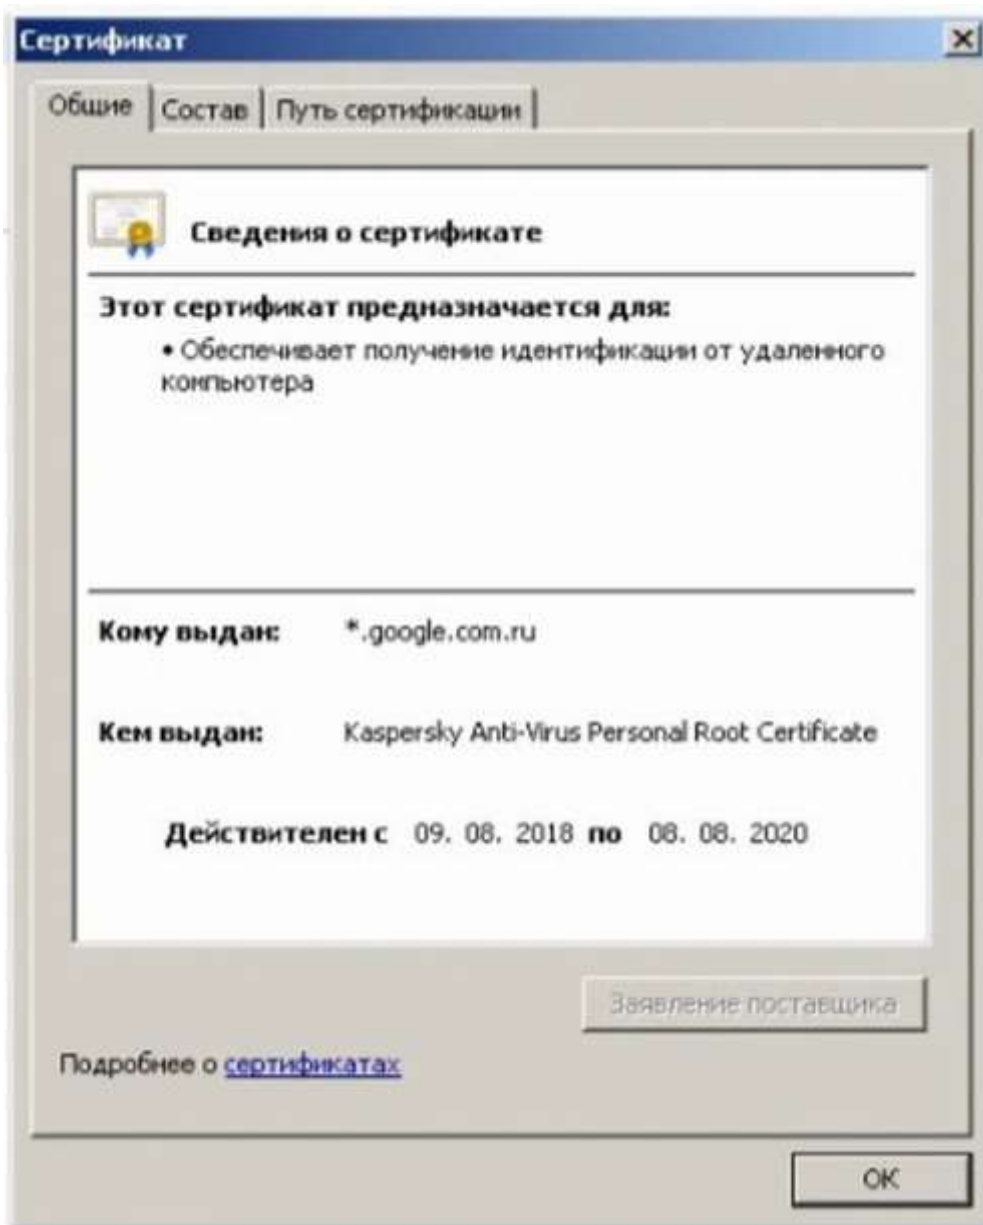 Сертификат
Общие Состав Путь сертификации
Сведения о сертификате
Этот сертификат предназначается для:
• Обеспечивает получение идентификации от удаленного
компьютера
Кому выдан: *.google.com.ru
Кем выдан: Kaspersky Anti-Virus Personal Root Certificate
Действителен с 09. 08. 2018 по 08. 08. 2020
Заявление поставщика
Подробнее о сертификатах
OK